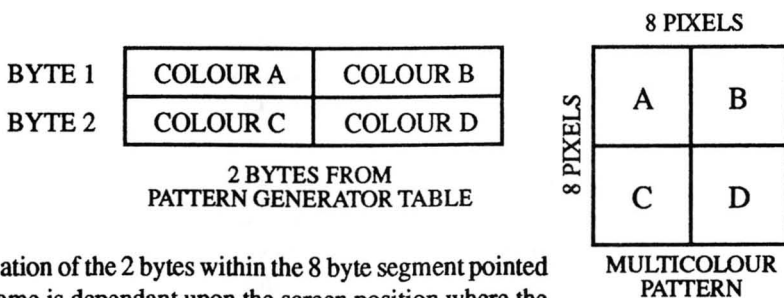 8 PIXELS
BYTE 1 COLOUR A COLOUR B
BYTE 2 COLOUR C COLOUR D
8 PIXELS
A B
C D
2 BYTES FROM
PATTERN GENERATOR TABLE
MULTICOLOUR
PATTERN
ation of the 2 bytes within the 8 byte segment pointed
is dependant upon the screen position where the